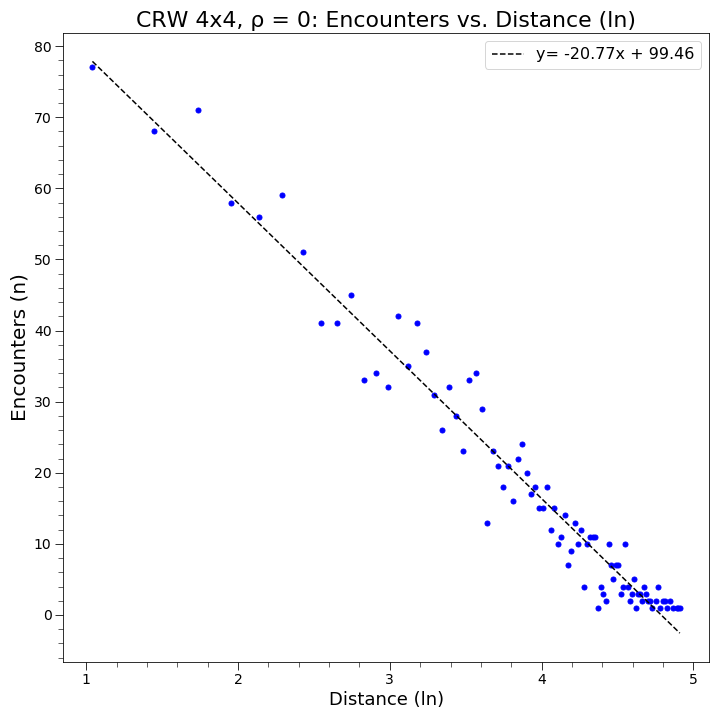 CRW 4x4, ρ = 0: Encounters vs. Distance (ln)
y= -20.77x + 99.46
Encounters (n)
80
70
60
50
40
30
20
10
0
1 2 3 4 5
Distance (ln)